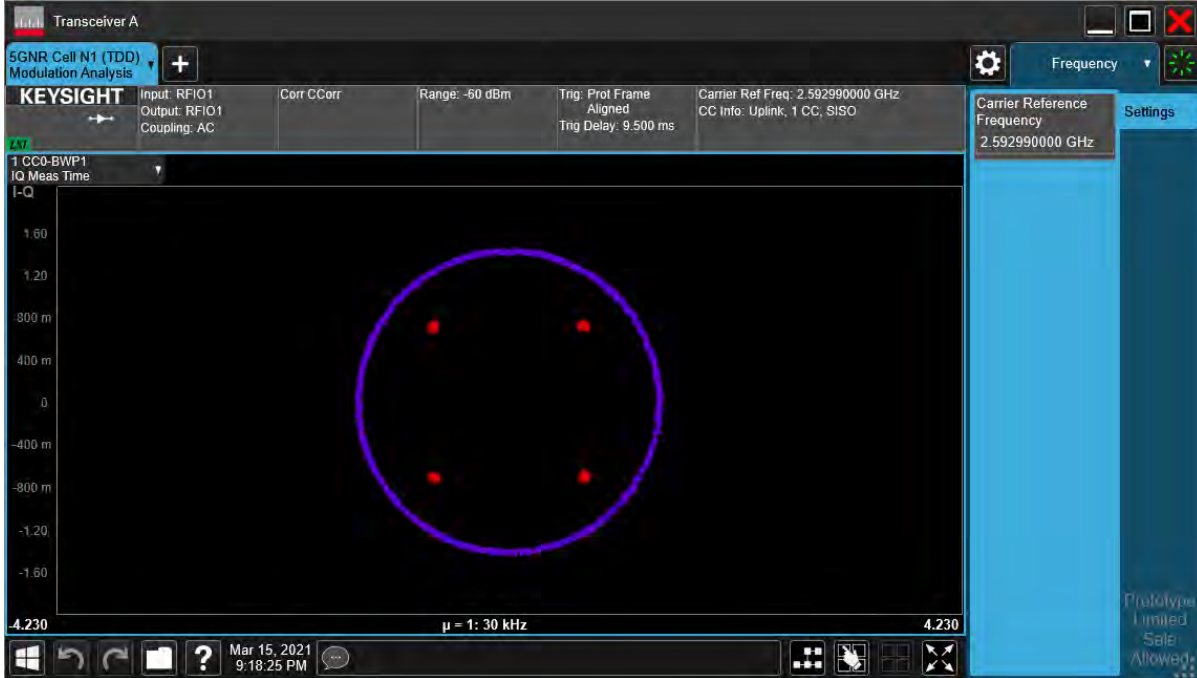 Transceiver A
5GNR Cell N1 (TDD)
Modulation Analysis
+
Frequency
KEYSIGHT
Input: RFIO1
Output: RFIO1
Coupling: AC
Corr CCorr
Range: -60 dBm
Trig: Prot Frame
Aligned
Trig Delay: 9.500 ms
Carrier Ref Freq: 2.592990000 GHz
CC Info: Uplink, 1 CC, SISO
LXI
Carrier Reference
Frequency
2.592990000 GHz
Settings
1 CC0-BWP1
IQ Meas Time
I-Q
1.60
1.20
800 m
400 m
0
-400 m
-800 m
-1.20
-1.60
-4.230
µ = 1: 30 kHz
4.230
Prototype
Limited
Sale
Allowed
?
Mar 15, 2021
9:18:25 PM